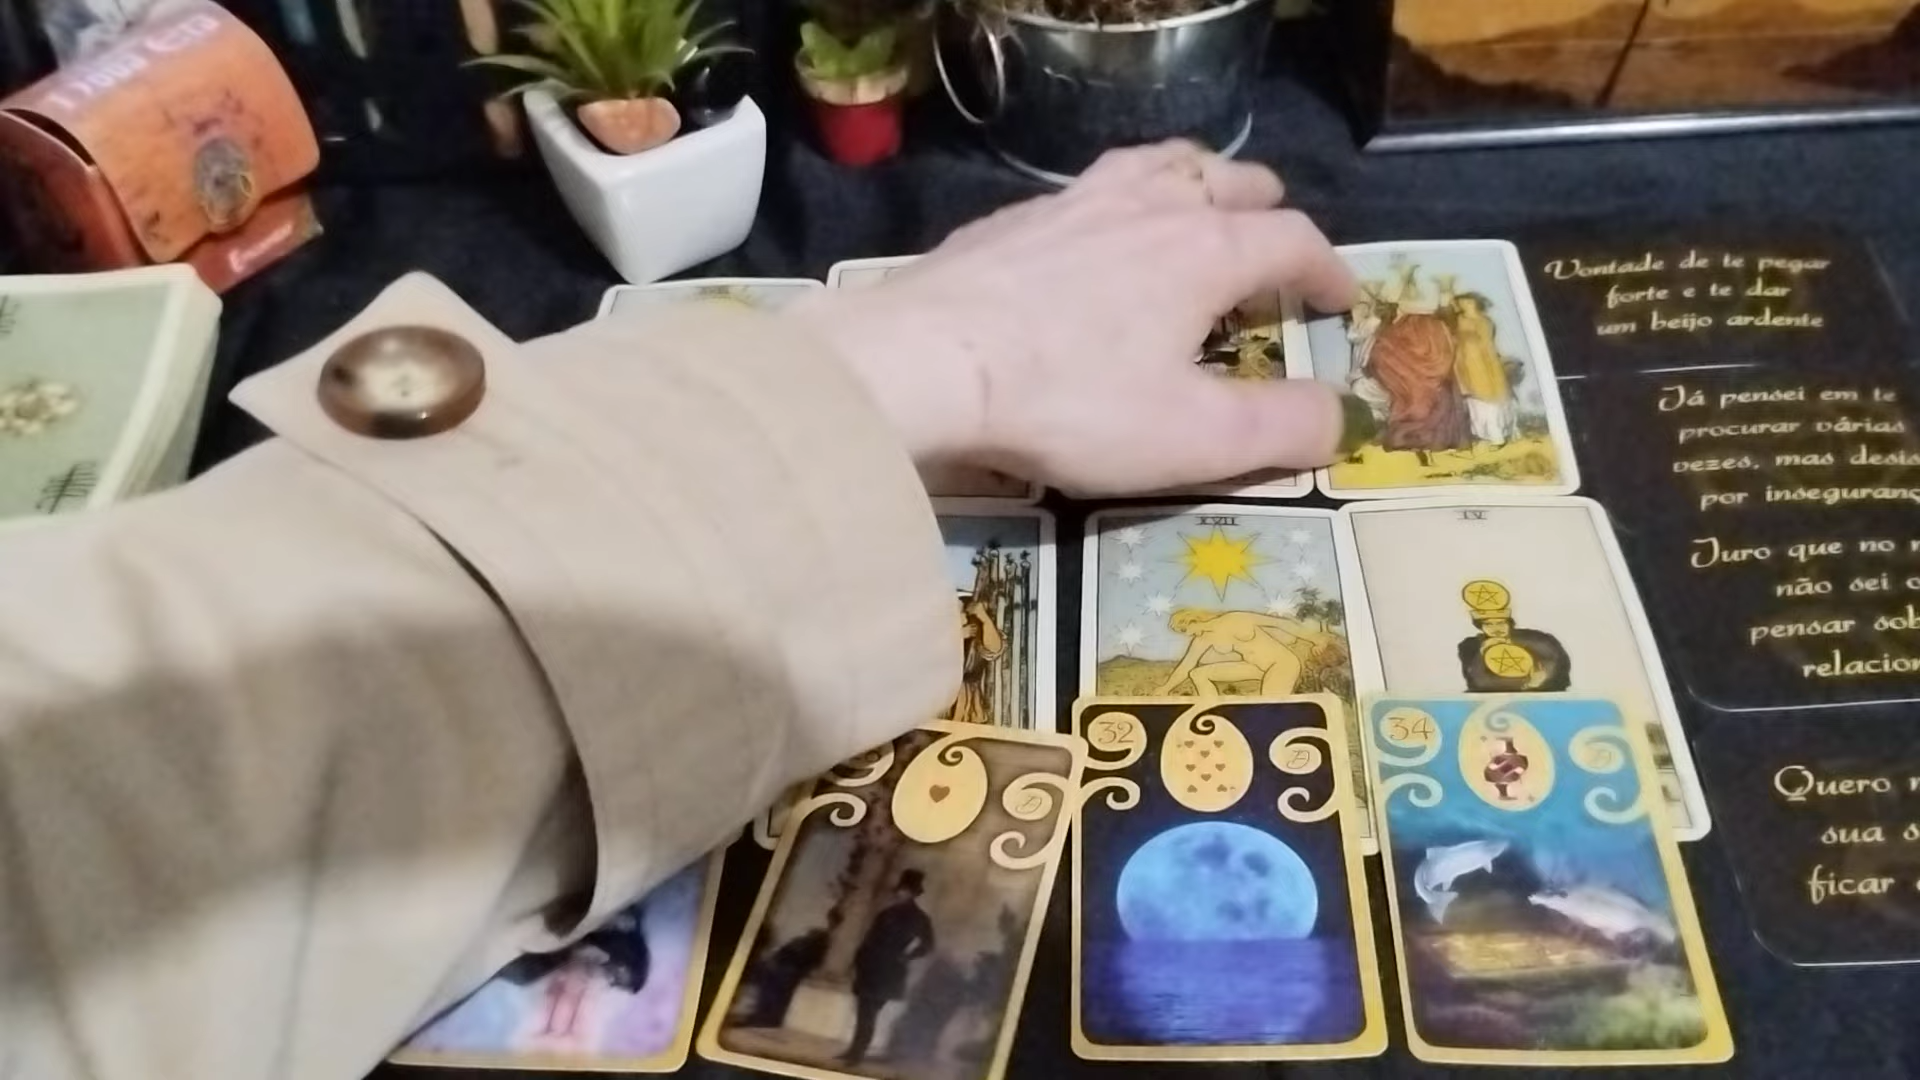 Vontade de te pegar
forte e te dar
um beijo ardente
Já pensei em te
procurar várias
vezes, mas desis
por inseguranç
Juro que no
não sei
pensar sob
relacion
Quero
sua
ficar
XVII
IV
32
34